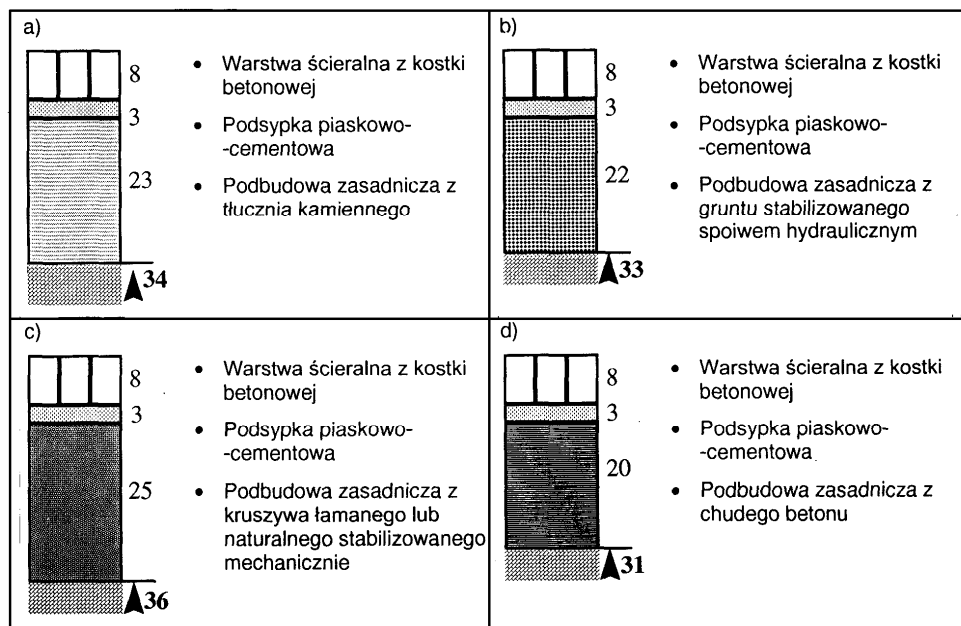 a)
8
3
23
34
• Warstwa ścieralna z kostki
betonowej
• Podsypka piaskowo-
-cementowa
• Podbudowa zasadnicza z
tłucznia kamiennego
b)
8
3
22
33
• Warstwa ścieralna z kostki
betonowej
• Podsypka piaskowo-
-cementowa
• Podbudowa zasadnicza z
gruntu stabilizowanego
spoiwem hydraulicznym
c)
8
3
25
36
• Warstwa ścieralna z kostki
betonowej
• Podsypka piaskowo-
-cementowa
• Podbudowa zasadnicza z
kruszywa łamanego lub
naturalnego stabilizowanego
mechanicznie
d)
8
3
20
31
• Warstwa ścieralna z kostki
betonowej
• Podsypka piaskowo-
-cementowa
• Podbudowa zasadnicza z
chudego betonu